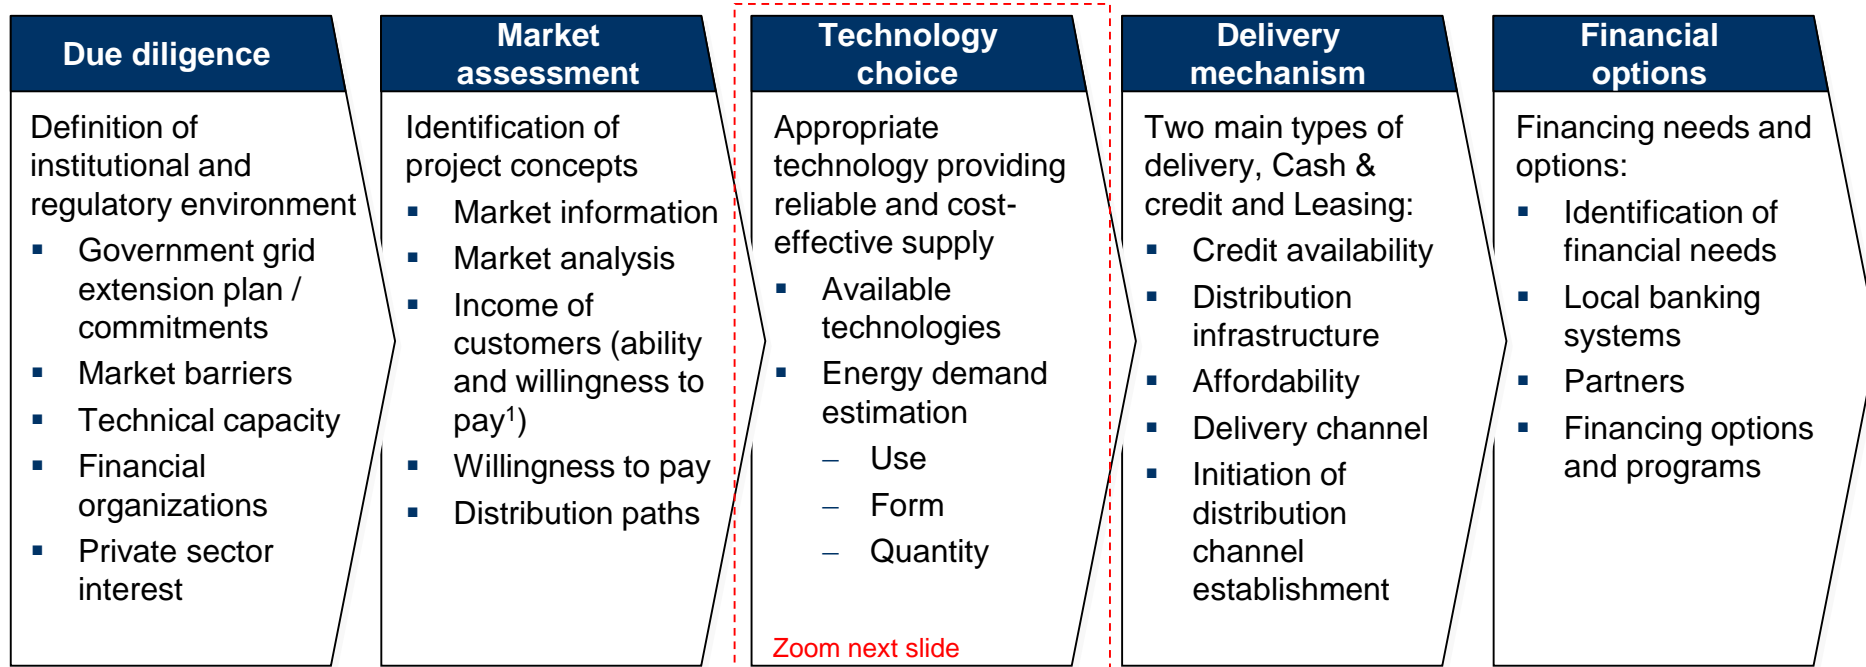 Due diligence
Definition of
institutional and
regulatory environment
▪ Government grid
extension plan /
commitments
▪ Market barriers
▪ Technical capacity
▪ Financial
organizations
▪ Private sector
interest
Market
assessment
Identification of
project concepts
▪ Market information
▪ Market analysis
▪ Income of
customers (ability
and willingness to
pay¹)
▪ Willingness to pay
▪ Distribution paths
Technology
choice
Appropriate
technology providing
reliable and cost-
effective supply
▪ Available
technologies
▪ Energy demand
estimation
– Use
– Form
– Quantity
Zoom next slide
Delivery
mechanism
Two main types of
delivery, Cash &
credit and Leasing:
▪ Credit availability
▪ Distribution
infrastructure
▪ Affordability
▪ Delivery channel
▪ Initiation of
distribution
channel
establishment
Financial
options
Financing needs and
options:
▪ Identification of
financial needs
▪ Local banking
systems
▪ Partners
▪ Financing options
and programs